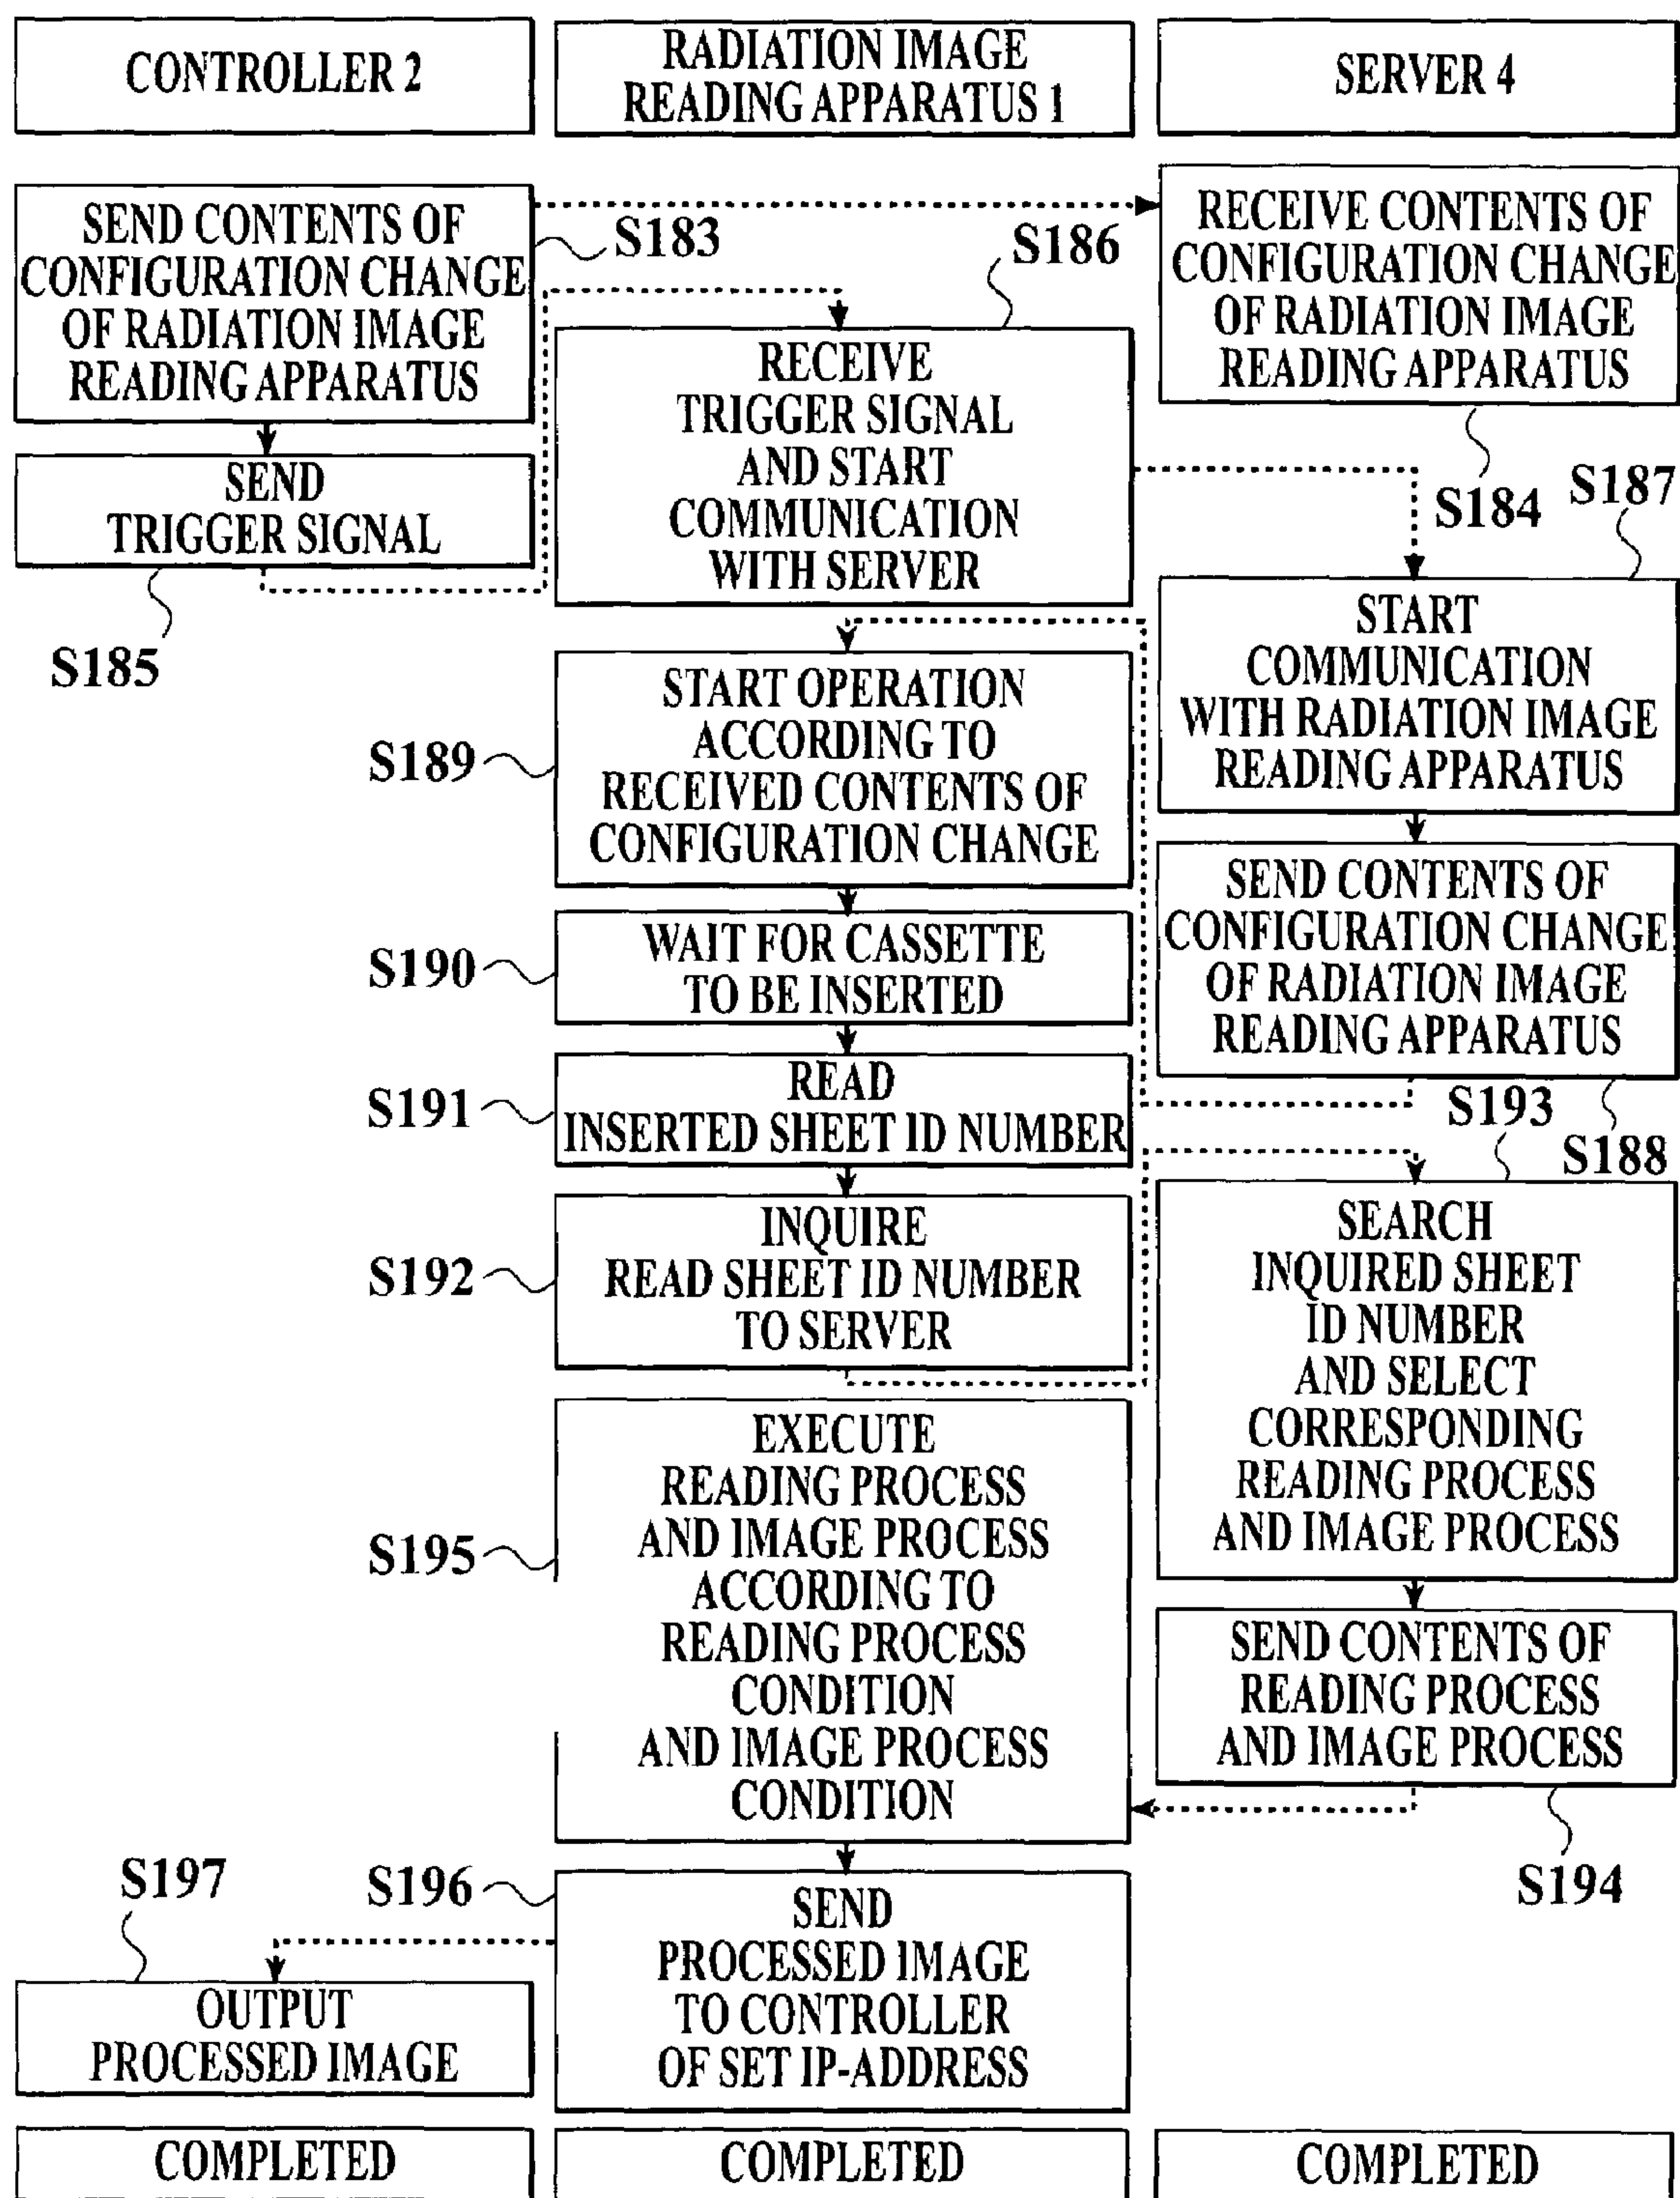 CONTROLLER 2
RADIATION IMAGE
READING APPARATUS 1
SERVER 4
SEND CONTENTS OF
CONFIGURATION CHANGE
OF RADIATION IMAGE
READING APPARATUS
S183
S186
RECEIVE CONTENTS OF
CONFIGURATION CHANGE
OF RADIATION IMAGE
READING APPARATUS
S184
SEND
TRIGGER SIGNAL
S185
RECEIVE
TRIGGER SIGNAL
AND START
COMMUNICATION
WITH SERVER
S187
START
COMMUNICATION
WITH RADIATION IMAGE
READING APPARATUS
SEND CONTENTS OF
CONFIGURATION CHANGE
OF RADIATION IMAGE
READING APPARATUS
S188
S189
START OPERATION
ACCORDING TO
RECEIVED CONTENTS OF
CONFIGURATION CHANGE
S190
WAIT FOR CASSETTE
TO BE INSERTED
S191
READ
INSERTED SHEET ID NUMBER
S192
INQUIRE
READ SHEET ID NUMBER
TO SERVER
S193
SEARCH
INQUIRED SHEET
ID NUMBER
AND SELECT
CORRESPONDING
READING PROCESS
AND IMAGE PROCESS
SEND CONTENTS OF
READING PROCESS
AND IMAGE PROCESS
S194
S195
EXECUTE
READING PROCESS
AND IMAGE PROCESS
ACCORDING TO
READING PROCESS
CONDITION
AND IMAGE PROCESS
CONDITION
S196
SEND
PROCESSED IMAGE
TO CONTROLLER
OF SET IP-ADDRESS
S197
OUTPUT
PROCESSED IMAGE
COMPLETED
COMPLETED
COMPLETED